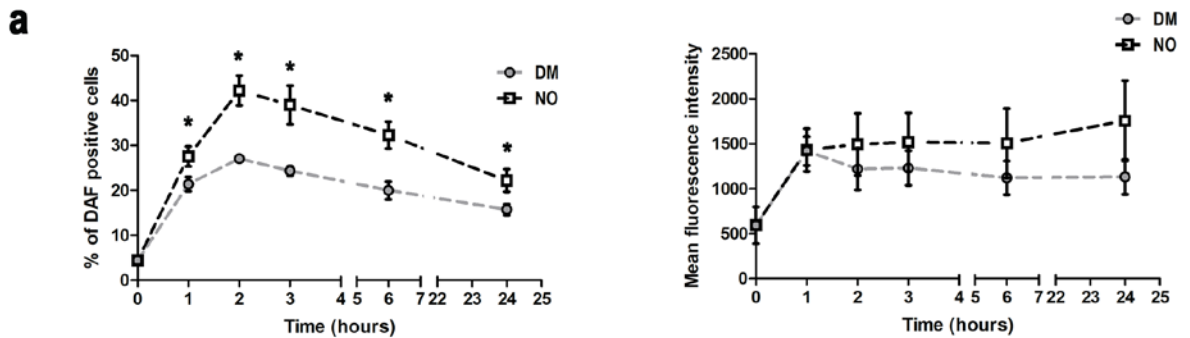 a
% of DAF positive cells
50
40
30
20
10
0
* * * * *
DM
NO
0 1 2 3 4 5 6 7 22 23 24 25
Time (hours)
DM
NO
Mean fluorescence intensity
2500
2000
1500
1000
500
0
0 1 2 3 4 5 6 7 22 23 24 25
Time (hours)